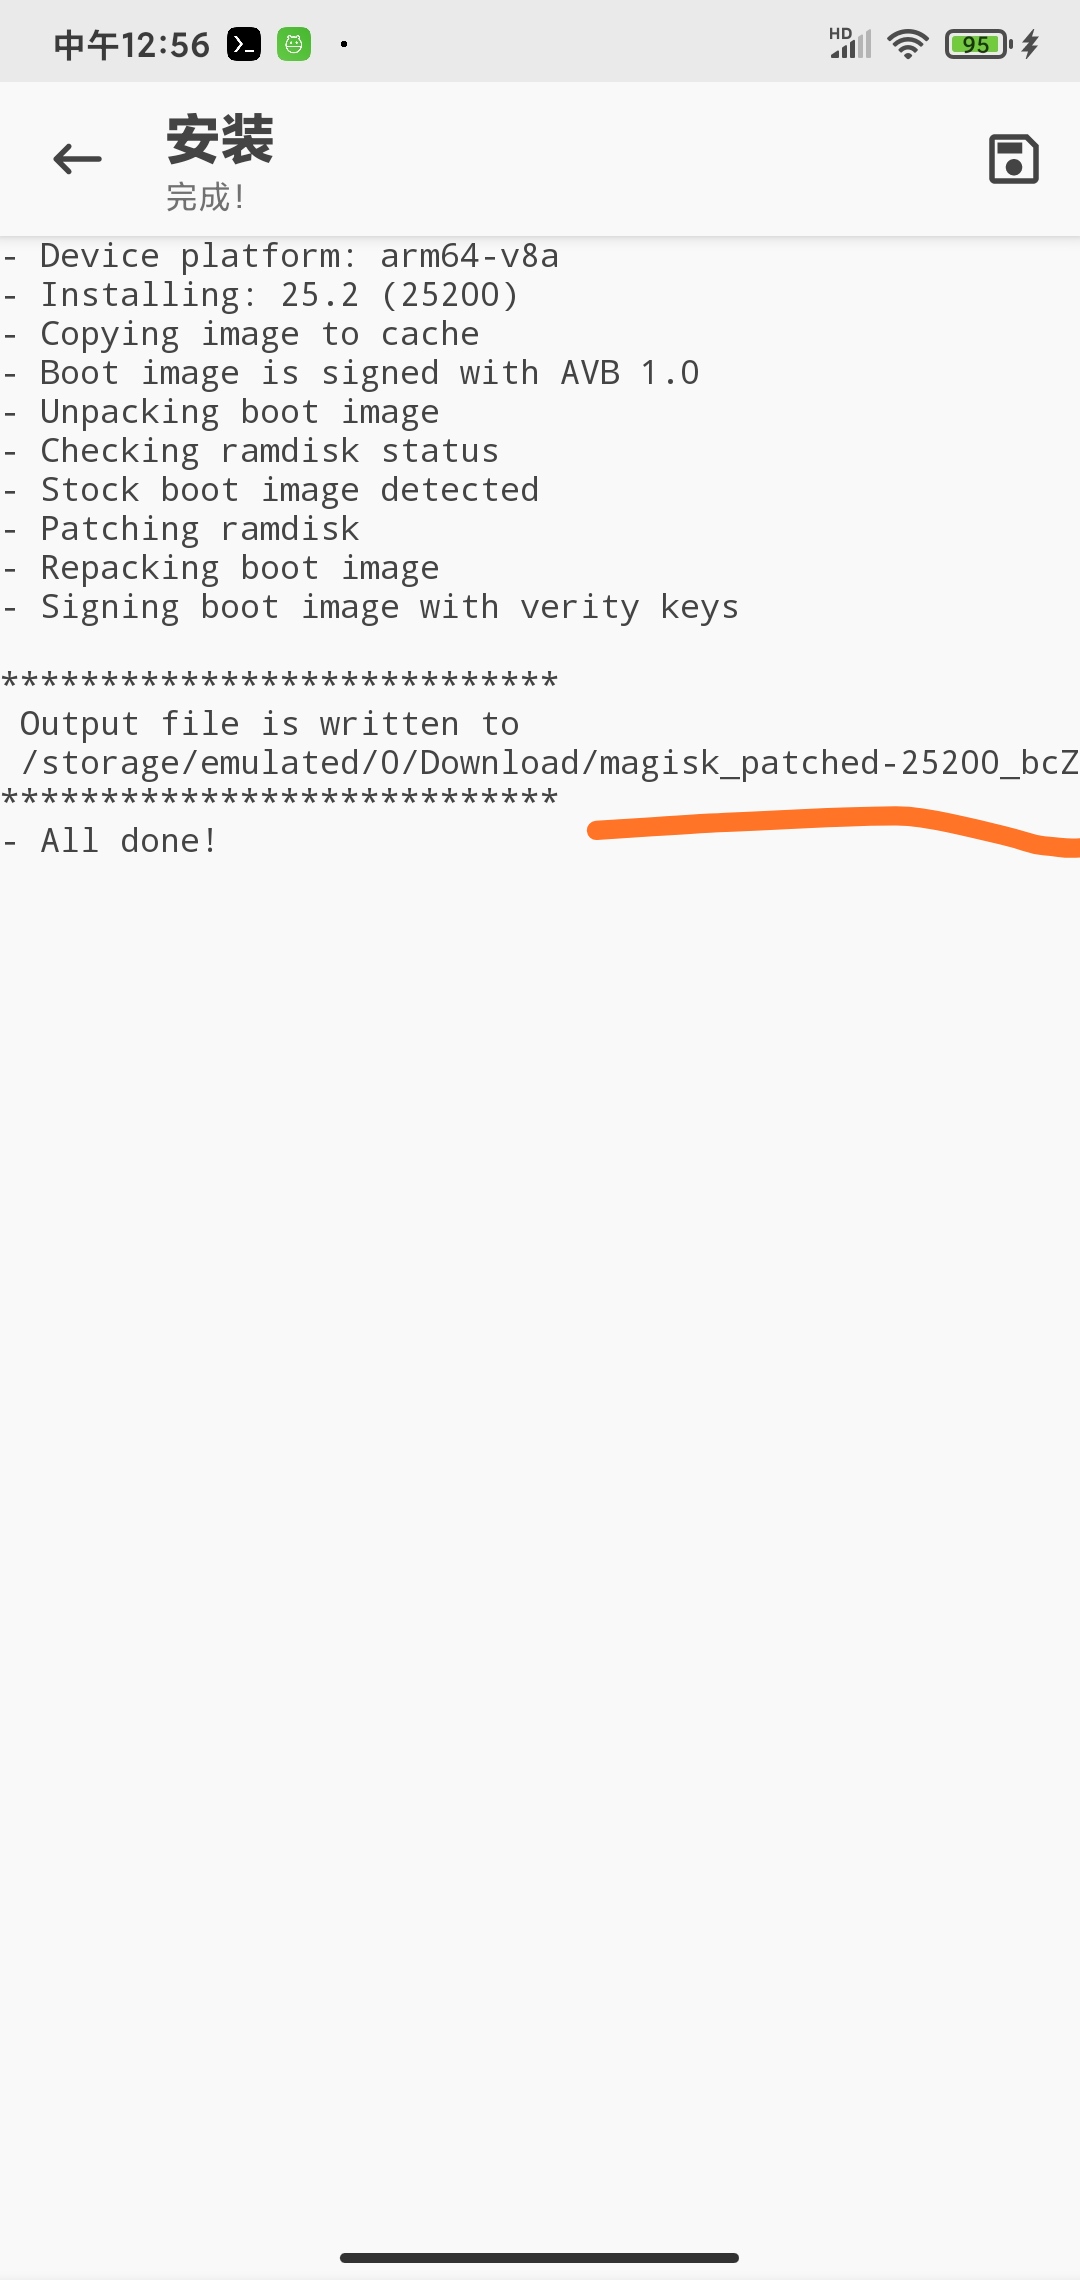 中午12:56
HD
95
安装
完成!
- Device platform: arm64-v8a
- Installing: 25.2 (25200)
- Copying image to cache
- Boot image is signed with AVB 1.0
- Unpacking boot image
- Checking ramdisk status
- Stock boot image detected
- Patching ramdisk
- Repacking boot image
- Signing boot image with verity keys
****************************
Output file is written to
/storage/emulated/0/Download/magisk_patched-25200_bcZ
****************************
- All done!